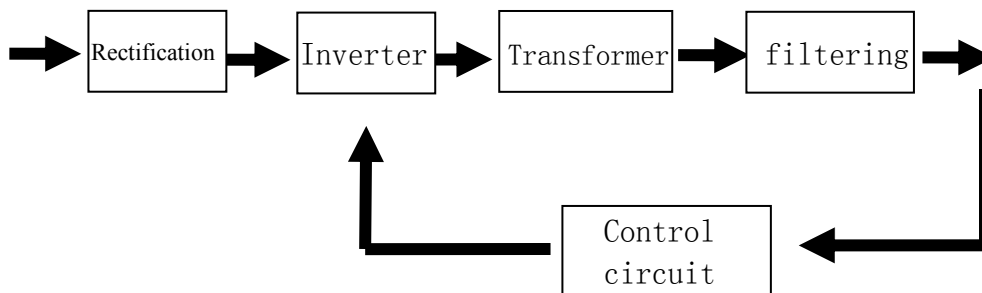 Rectification
Inverter
Transformer
filtering
Control
circuit